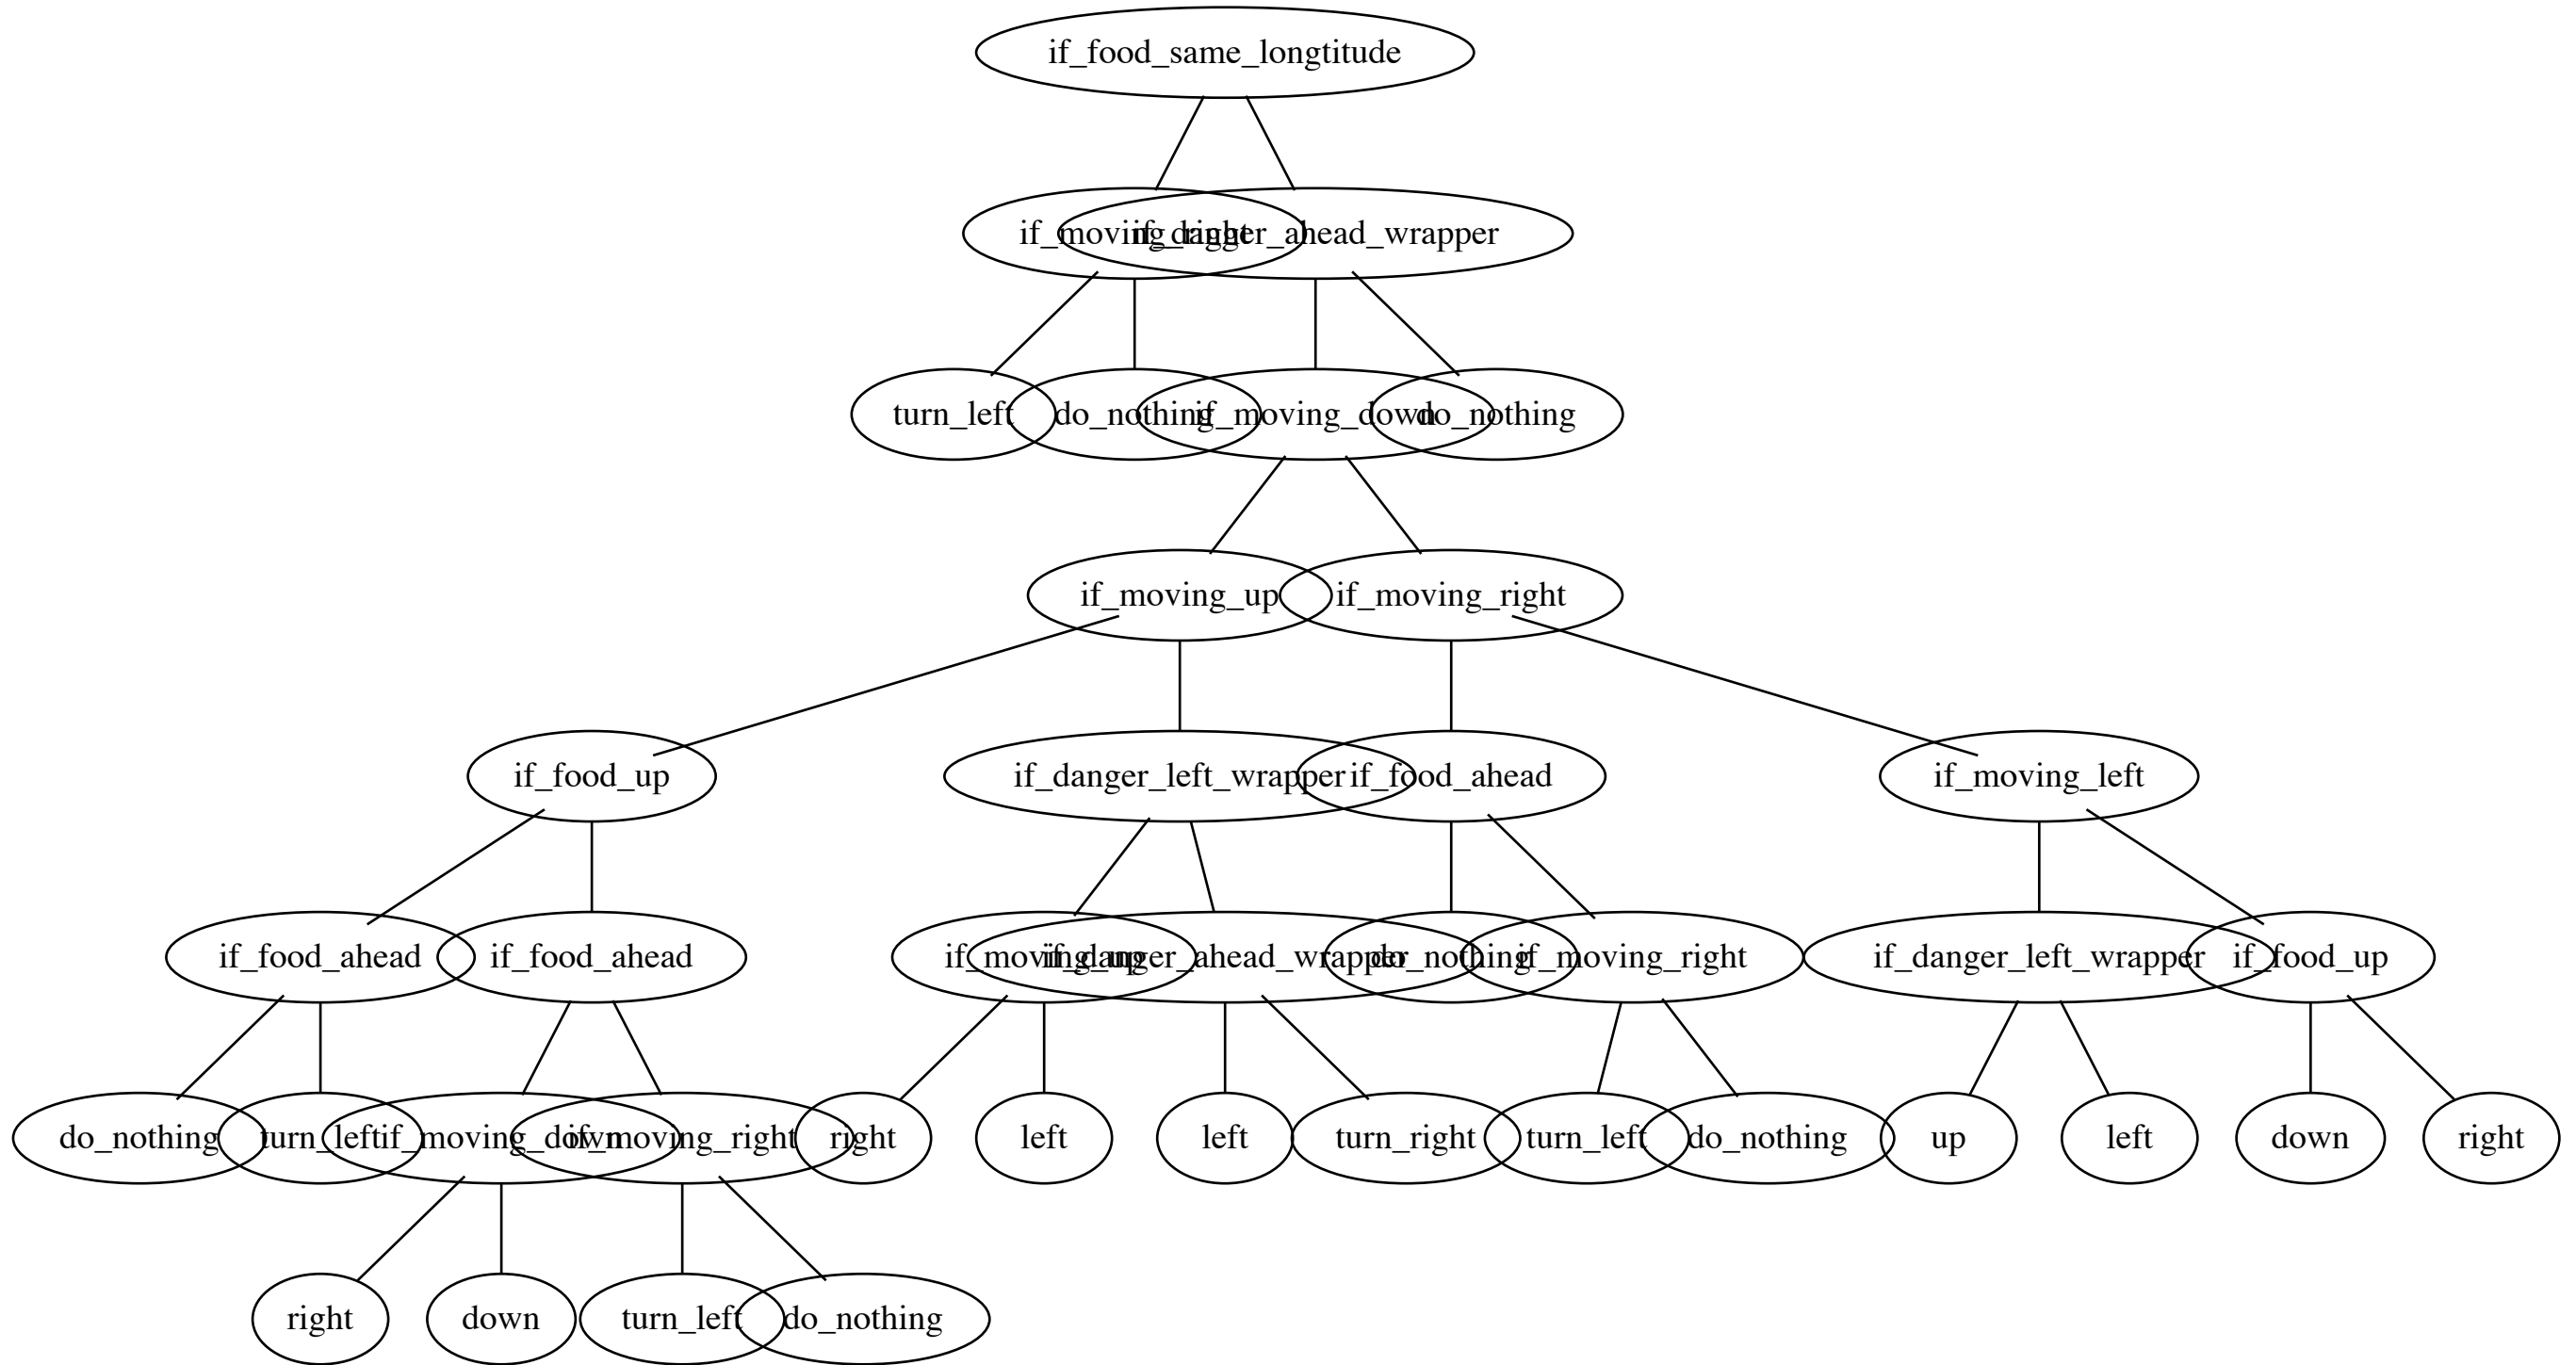 if_food_same_longtitude
if_moving_right if_danger_ahead_wrapper
turn_left do_nothing if_moving_down do_nothing
if_moving_up if_moving_right
if_food_up if_danger_left_wrapper if_food_ahead if_moving_left
if_food_ahead if_food_ahead if_moving_up if_danger_ahead_wrapper do_nothing if_moving_right if_danger_left_wrapper if_food_up
do_nothing turn_left if_moving_down if_moving_right right left left turn_right turn_left do_nothing up left down right
right down turn_left do_nothing